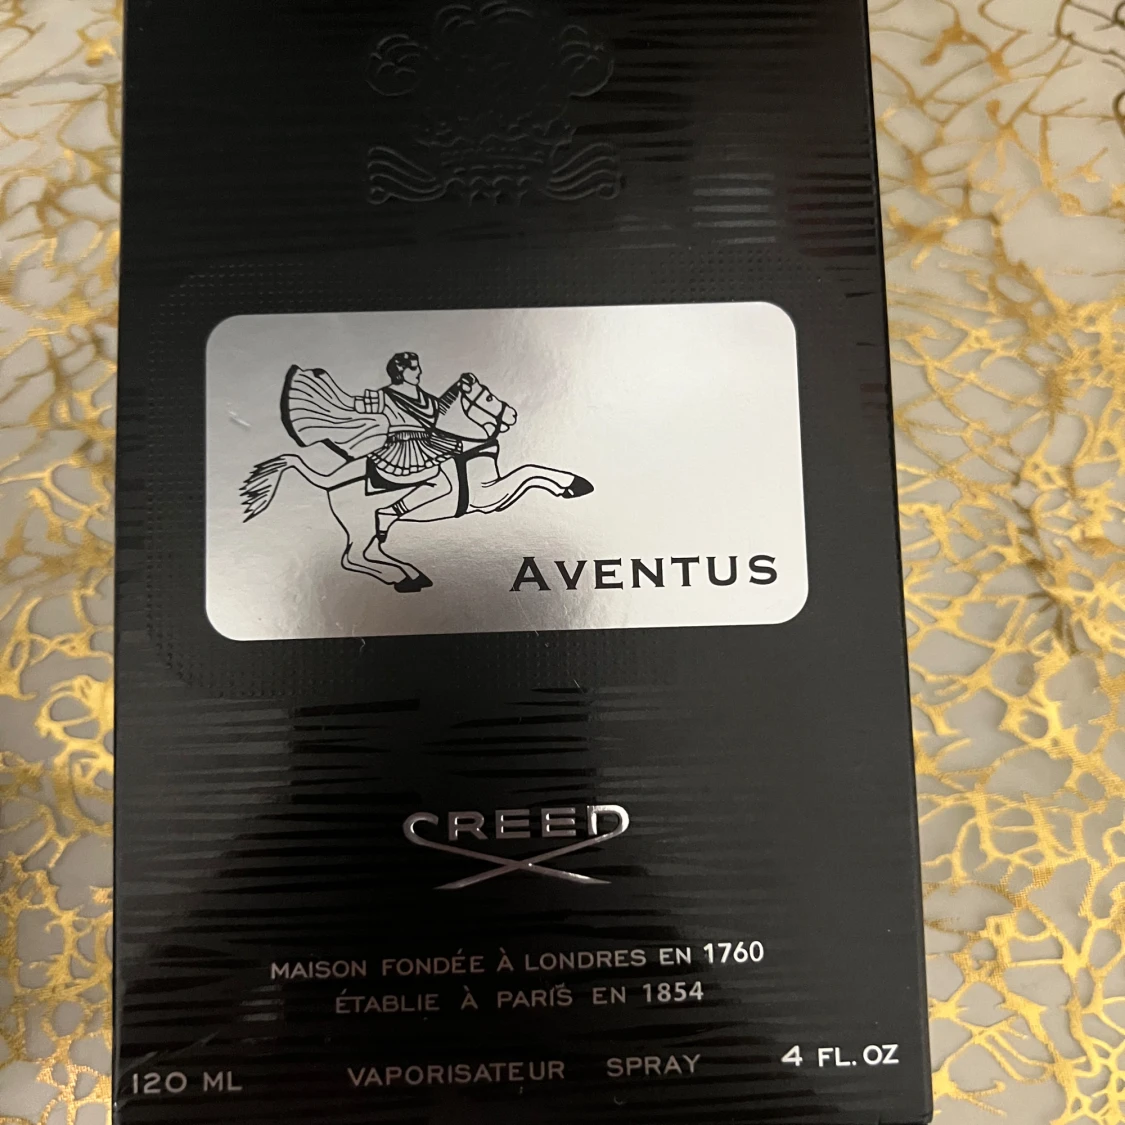 AVENTUS
CREED
MAISON FONDÉE À LONDRES EN 1760
ÉTABLIE À PARIS EN 1854
120 ML VAPORISATEUR SPRAY 4 FL. OZ